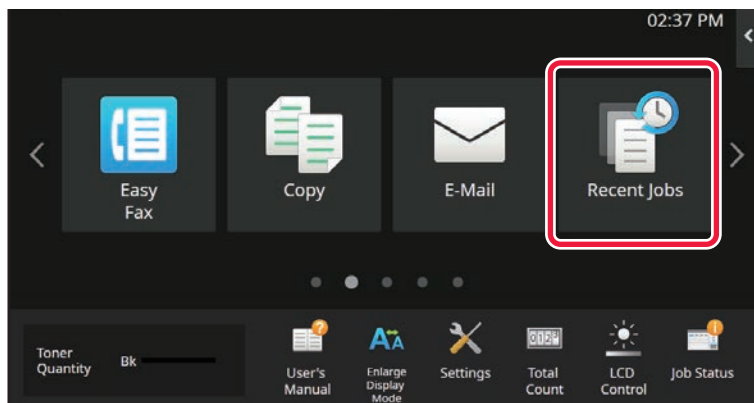 02:37 PM
Easy
Fax
Copy
E-Mail
Recent Jobs
Toner
Quantity
Bk
User's
Manual
Enlarge
Display
Mode
Settings
Total
Count
LCD
Control
Job Status